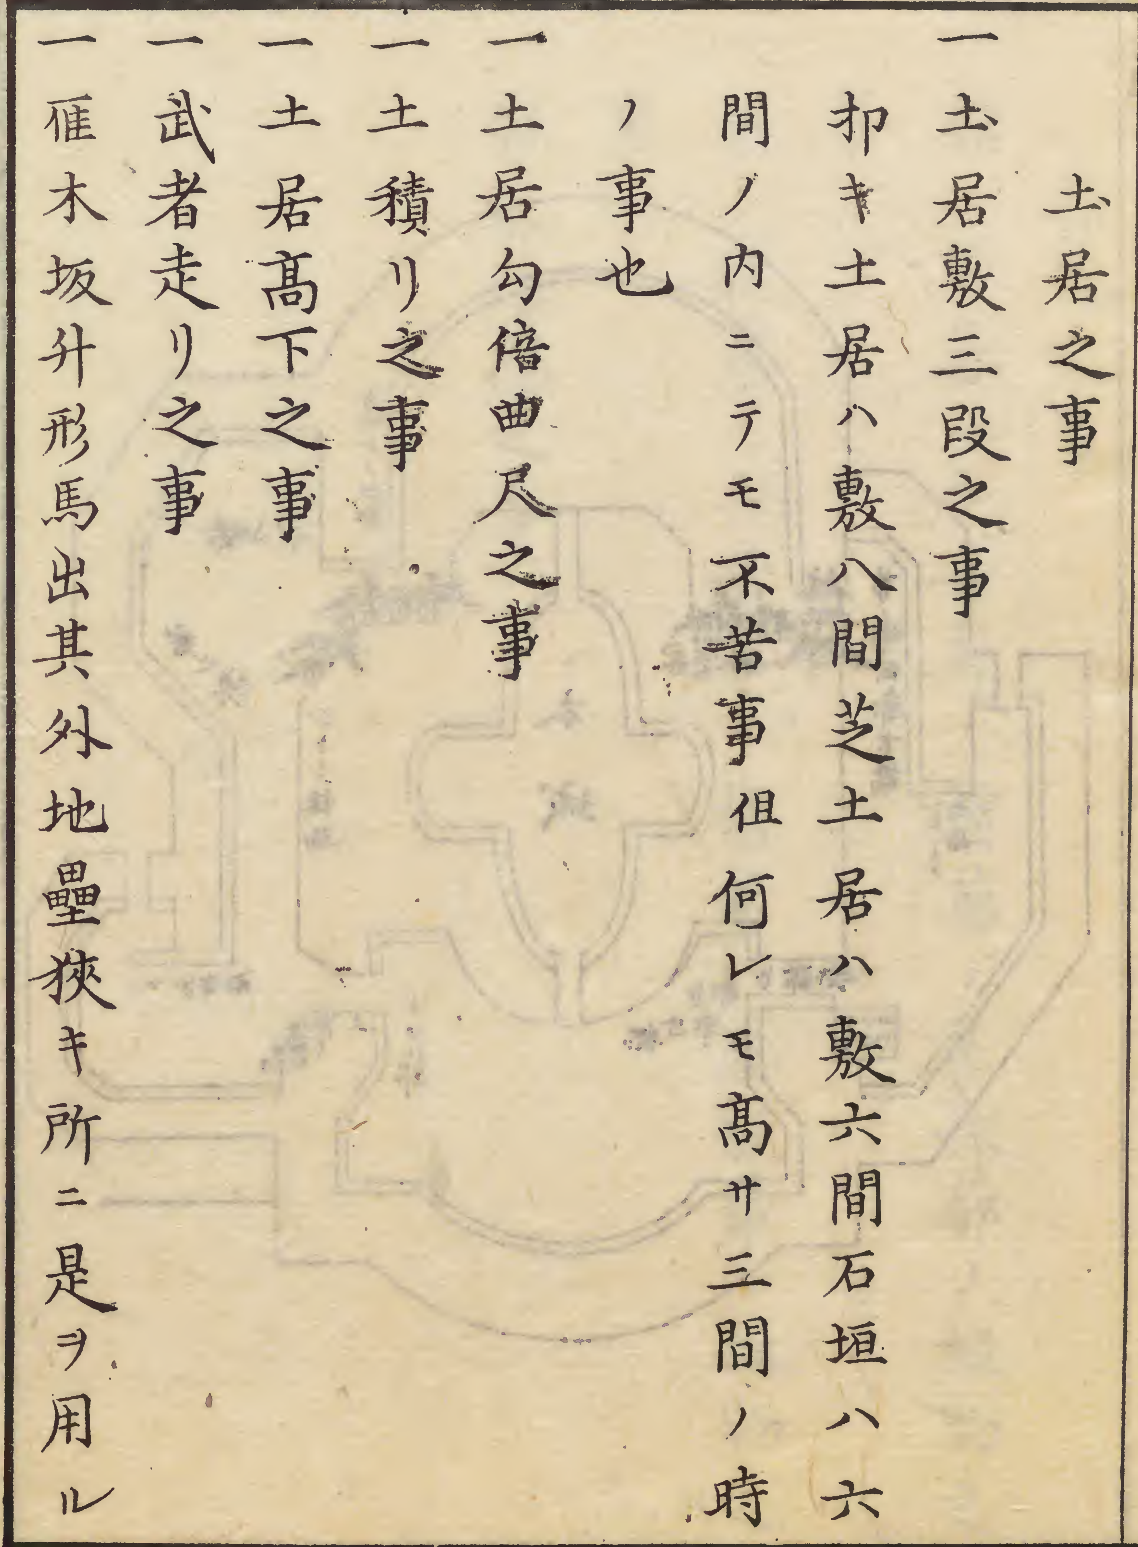 土居之事
一土居敷三段之事
卭キ土居ハ敷八間芝土居ハ敷六間石垣ハ六
間ノ内ニテモ不苦事伹何レモ髙サ三間ノ時
ノ事也
一土居勾倍曲尺之事
一土積リ之事
一土居髙下之事
一武者走リ之事
一雁木坂升形馬出其外地壘狹キ所ニ是ヲ用ル